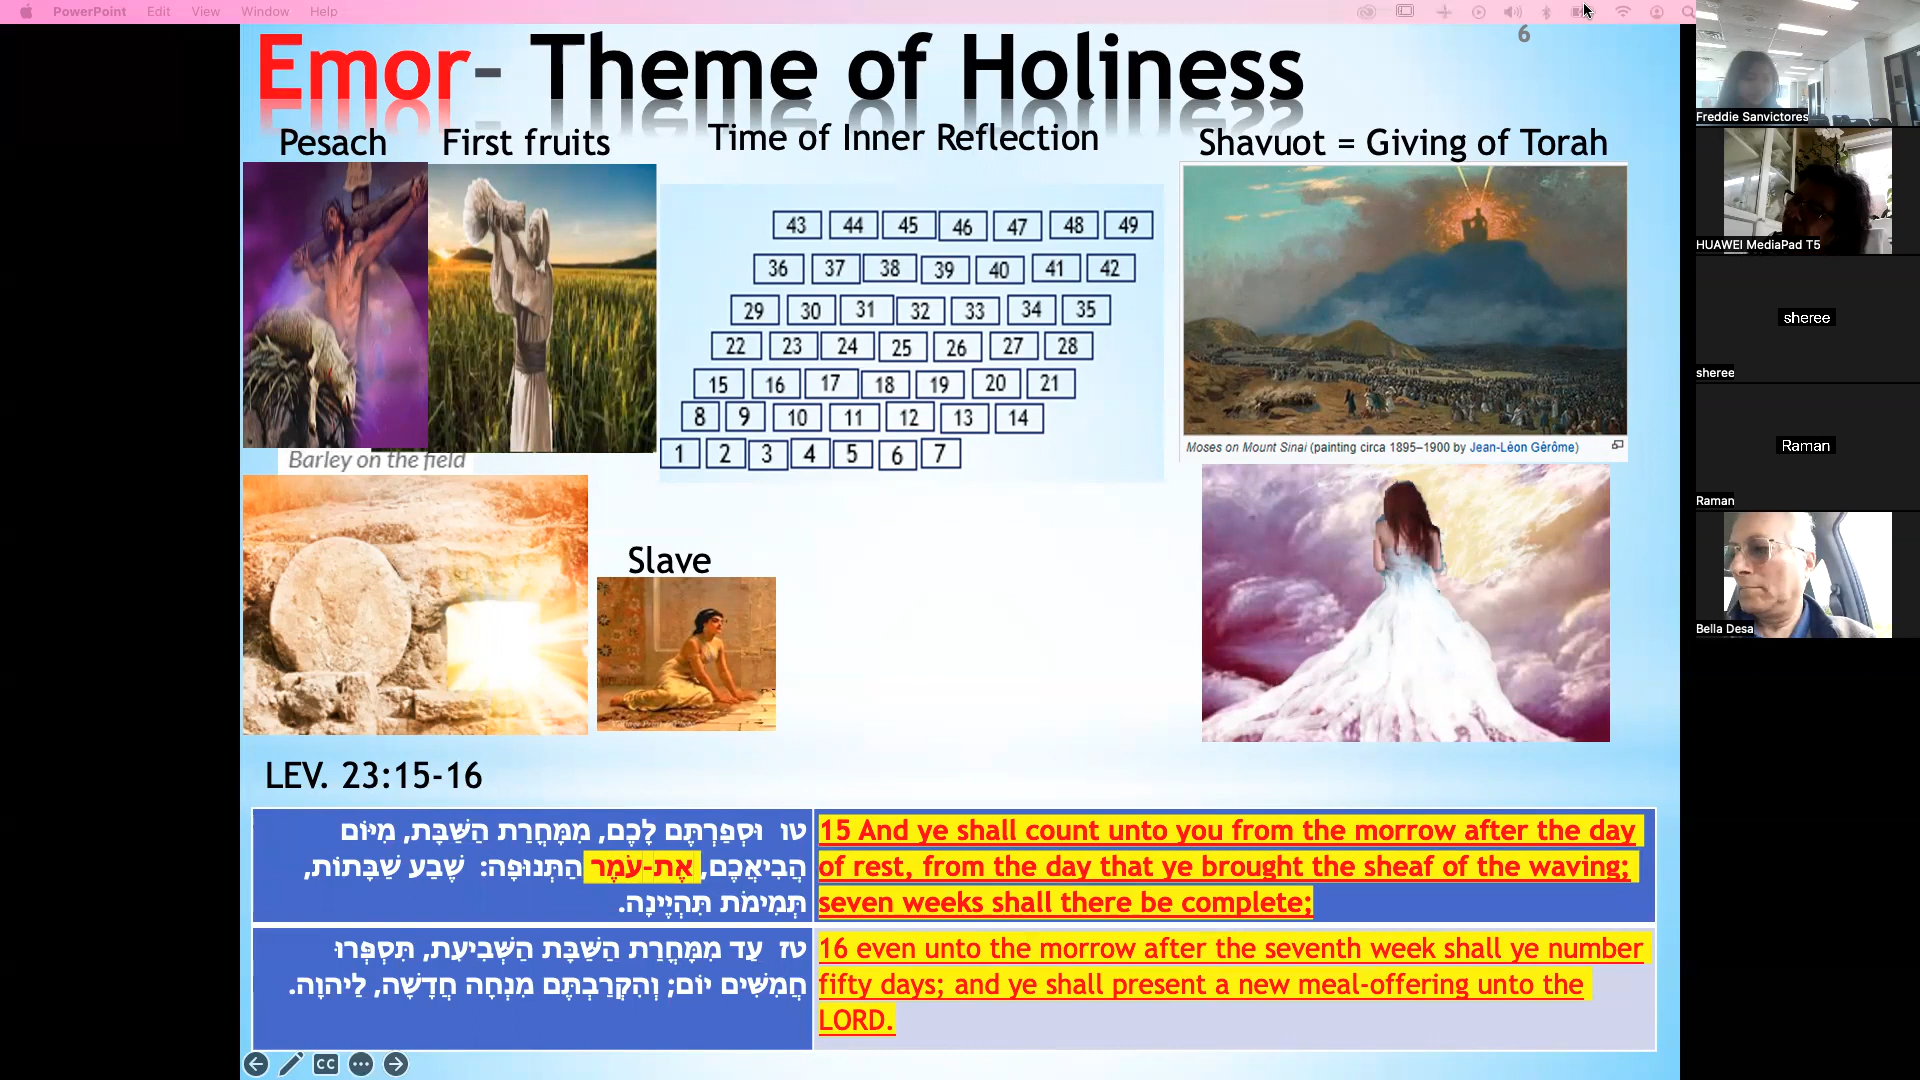 PowerPoint Edit View Window Help
6
Emor- Theme of Holiness
Pesach First fruits Time of Inner Reflection Shavuot = Giving of Torah
43 44 45 46 47 48 49
36 37 38 39 40 41 42
29 30 31 32 33 34 35
22 23 24 25 26 27 28
15 16 17 18 19 20 21
8 9 10 11 12 13 14
1 2 3 4 5 6 7
Moses on Mount Sinai (painting circa 1895–1900 by Jean-Léon Gérôme)
Barley on the field
Slave
LEV. 23:15-16
טו וּסְפַרְתֶּם לָכֶם, מִמָּחֳרַת הַשַּׁבָּת, מִיּוֹם
הֲבִיאֲכֶם, אֶת-עֹמֶר הַתְּנוּפָה: שֶׁבַע שַׁבָּתוֹת,
תְּמִימֹת תִּהְיֶינָה.
15 And ye shall count unto you from the morrow after the day
of rest, from the day that ye brought the sheaf of the waving;
seven weeks shall there be complete;
טז עַד מִמָּחֳרַת הַשַּׁבָּת הַשְּׁבִיעִת, תִּסְפְּרוּ
חֲמִשִּׁים יוֹם; וְהִקְרַבְתֶּם מִנְחָה חֲדָשָׁה, לַיהוָה.
16 even unto the morrow after the seventh week shall ye number
fifty days; and ye shall present a new meal-offering unto the
LORD.
CC
Freddie Sanvictores
HUAWEI MediaPad T5
sheree
sheree
Raman
Raman
Bella Desa